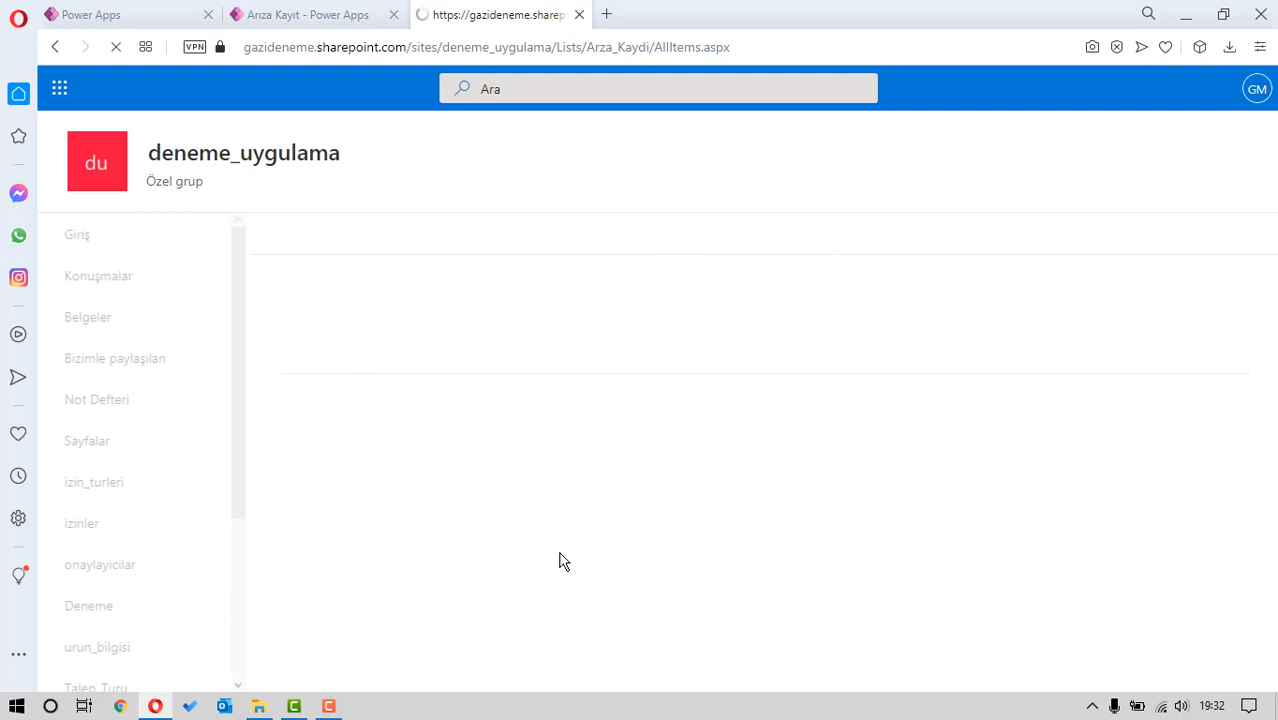 Power Apps
Arıza Kayıt - Power Apps
https://gazideneme.sharep
VPN
gazideneme.sharepoint.com/sites/deneme_uygulama/Lists/Arza_Kaydi/AllItems.aspx
Ara
GM
du
deneme_uygulama
Özel grup
Giriş
Konuşmalar
Belgeler
Bizimle paylaşılan
Not Defteri
Sayfalar
izin_turleri
izinler
onaylayicilar
Deneme
urun_bilgisi
Talep_Turu
19:32